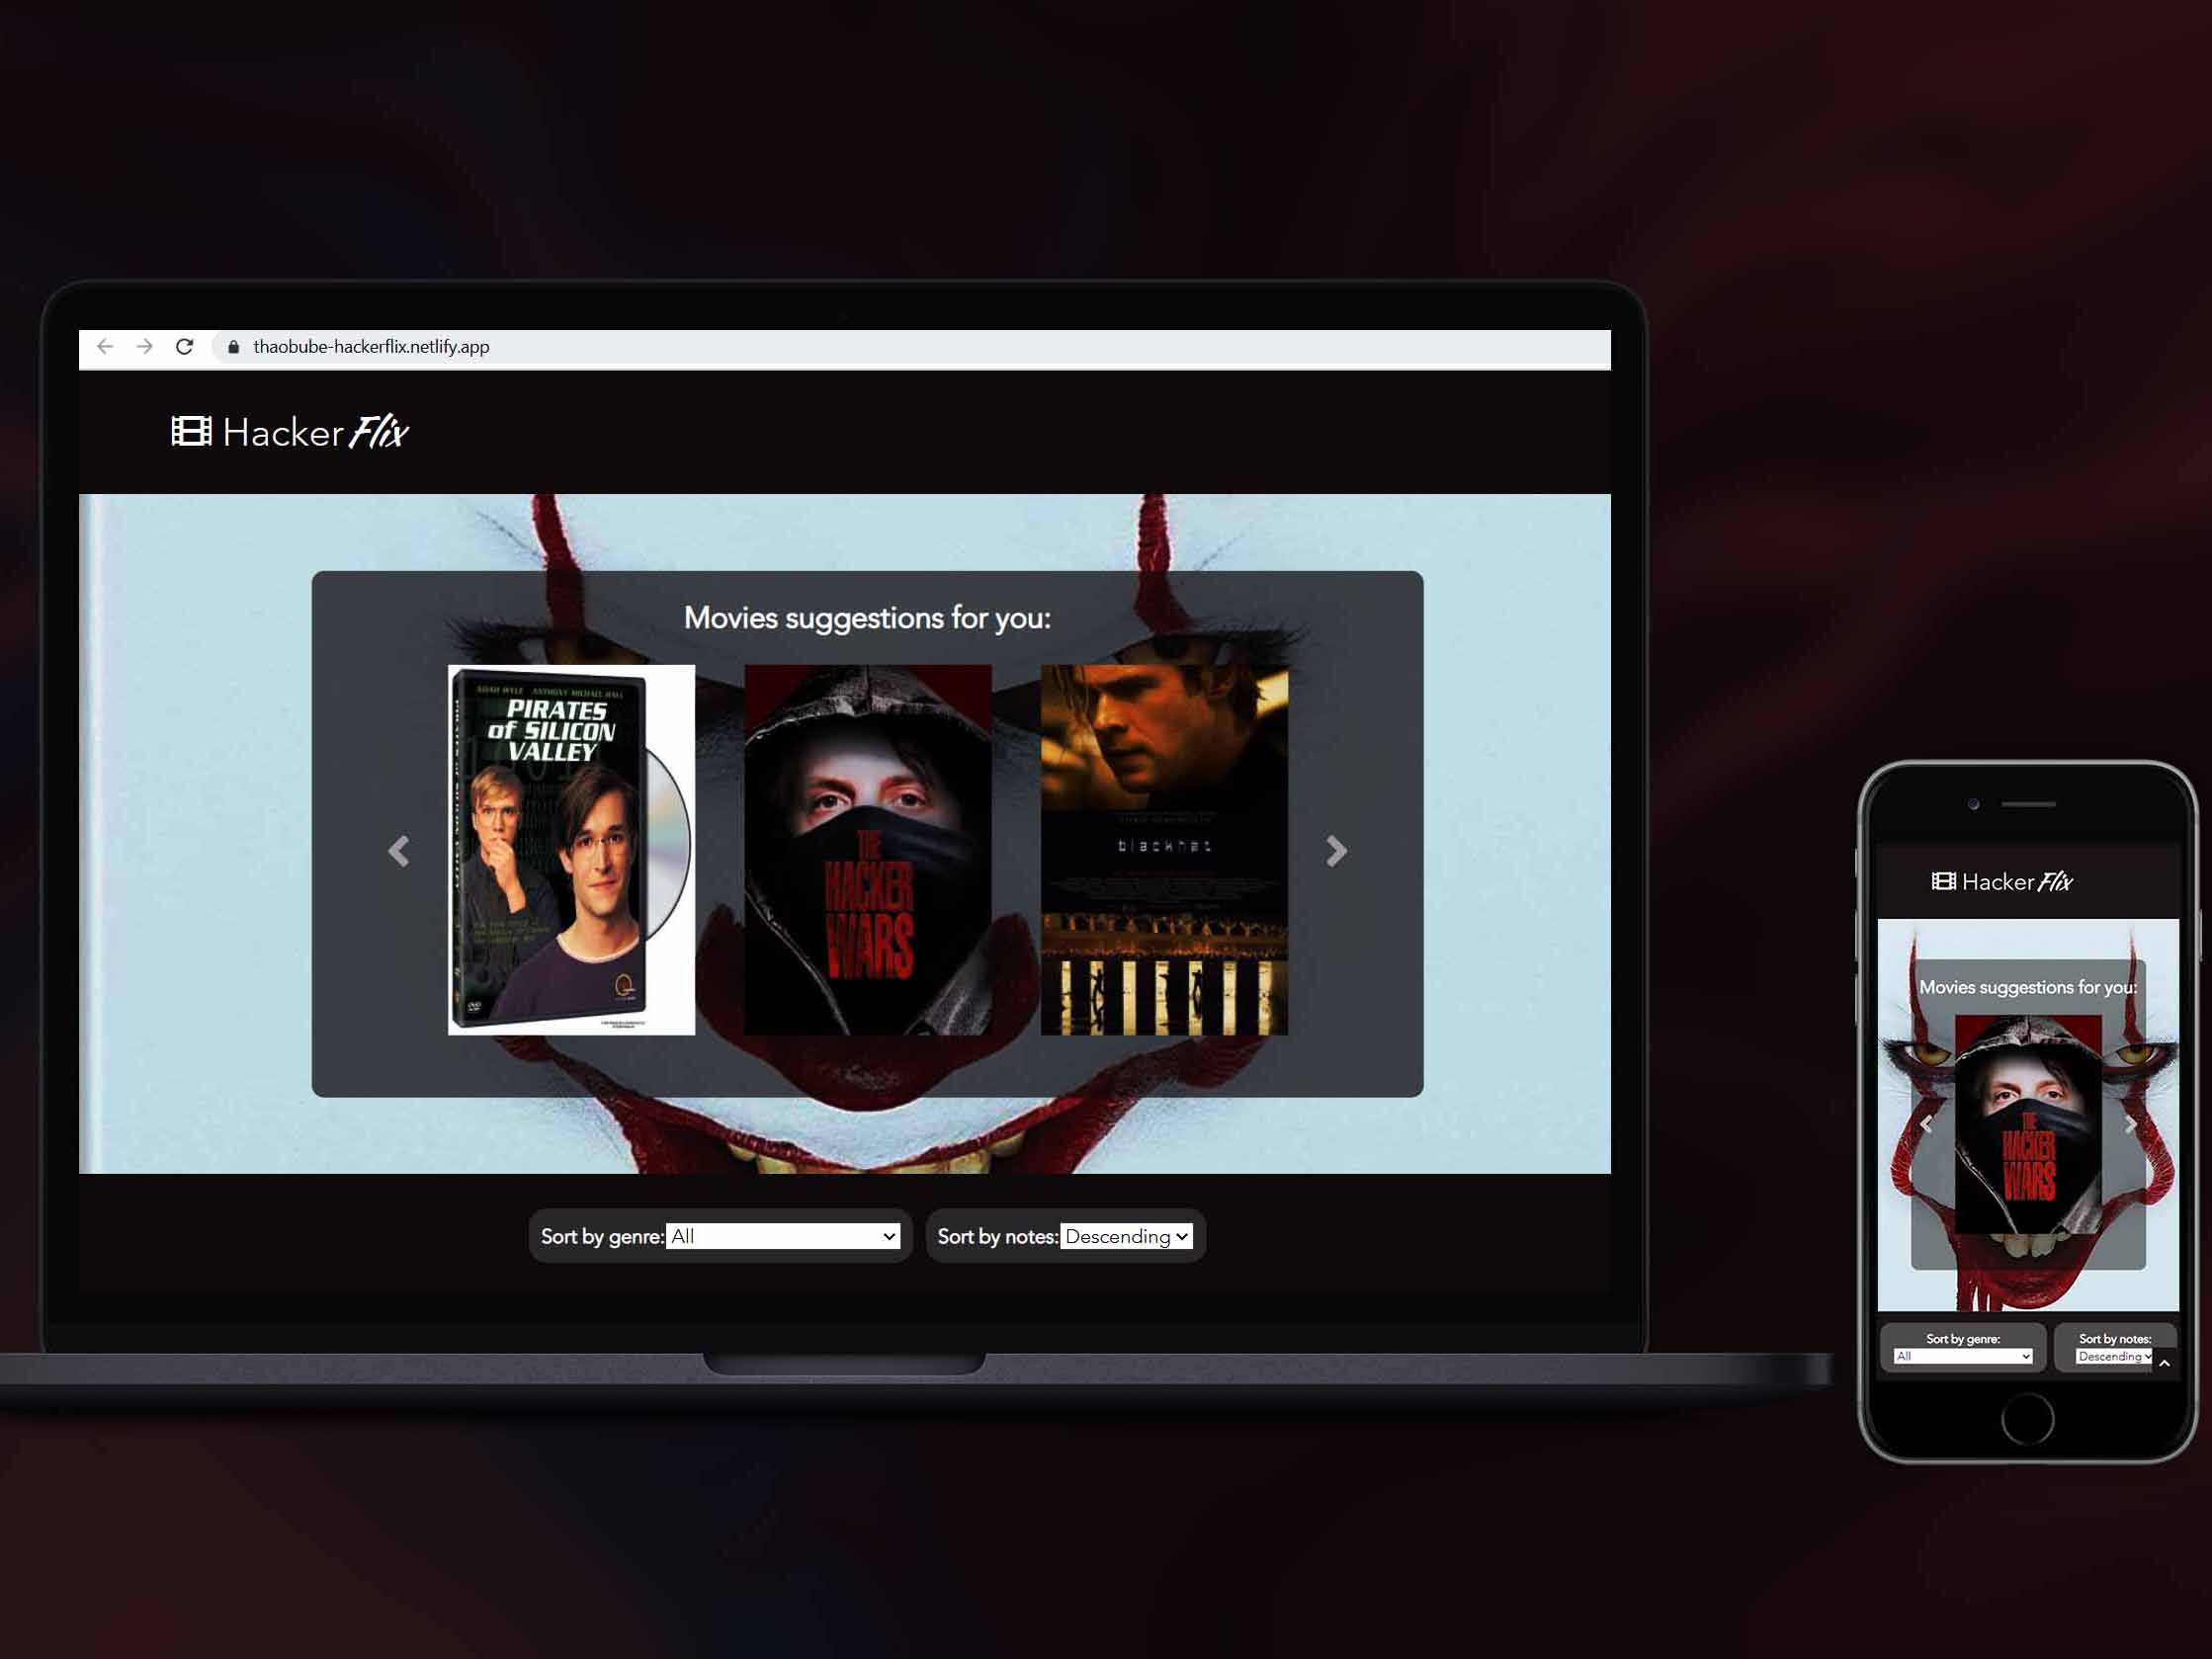 thaobube-hackerflix.netlify.app
Hacker Flix
Movies suggestions for you:
NOAH WYLE ANTHONY MICHAEL HALL
PIRATES
of SILICON
VALLEY
THE
HACKER
WARS
blackhat
Sort by genre: All
Sort by notes: Descending
Hacker Flix
Movies suggestions for you:
THE
HACKER
WARS
Sort by genre:
All
Sort by notes:
Descending